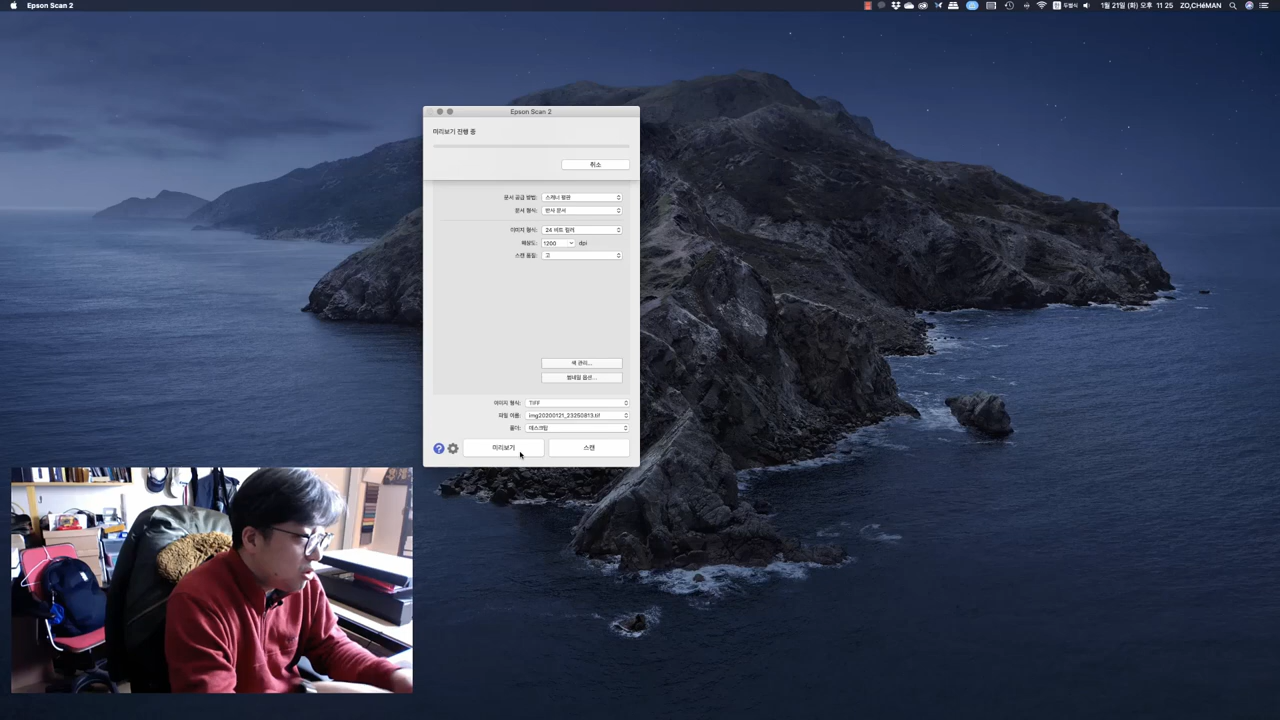 Epson Scan 2
두벌식
1월 21일 (화) 오후 11 25
ZO,CHéMAN
Epson Scan 2
미리보기 진행 중
취소
문서 공급 방법: 스캐너 평판
문서 형식: 반사 문서
이미지 형식: 24 비트 컬러
해상도: 1200 dpi
스캔 품질: 고
색 관리...
썸네일 옵션...
이미지 형식: TIFF
파일 이름: img20200121_23250813.tif
폴더: 데스크탑
?
미리보기
스캔